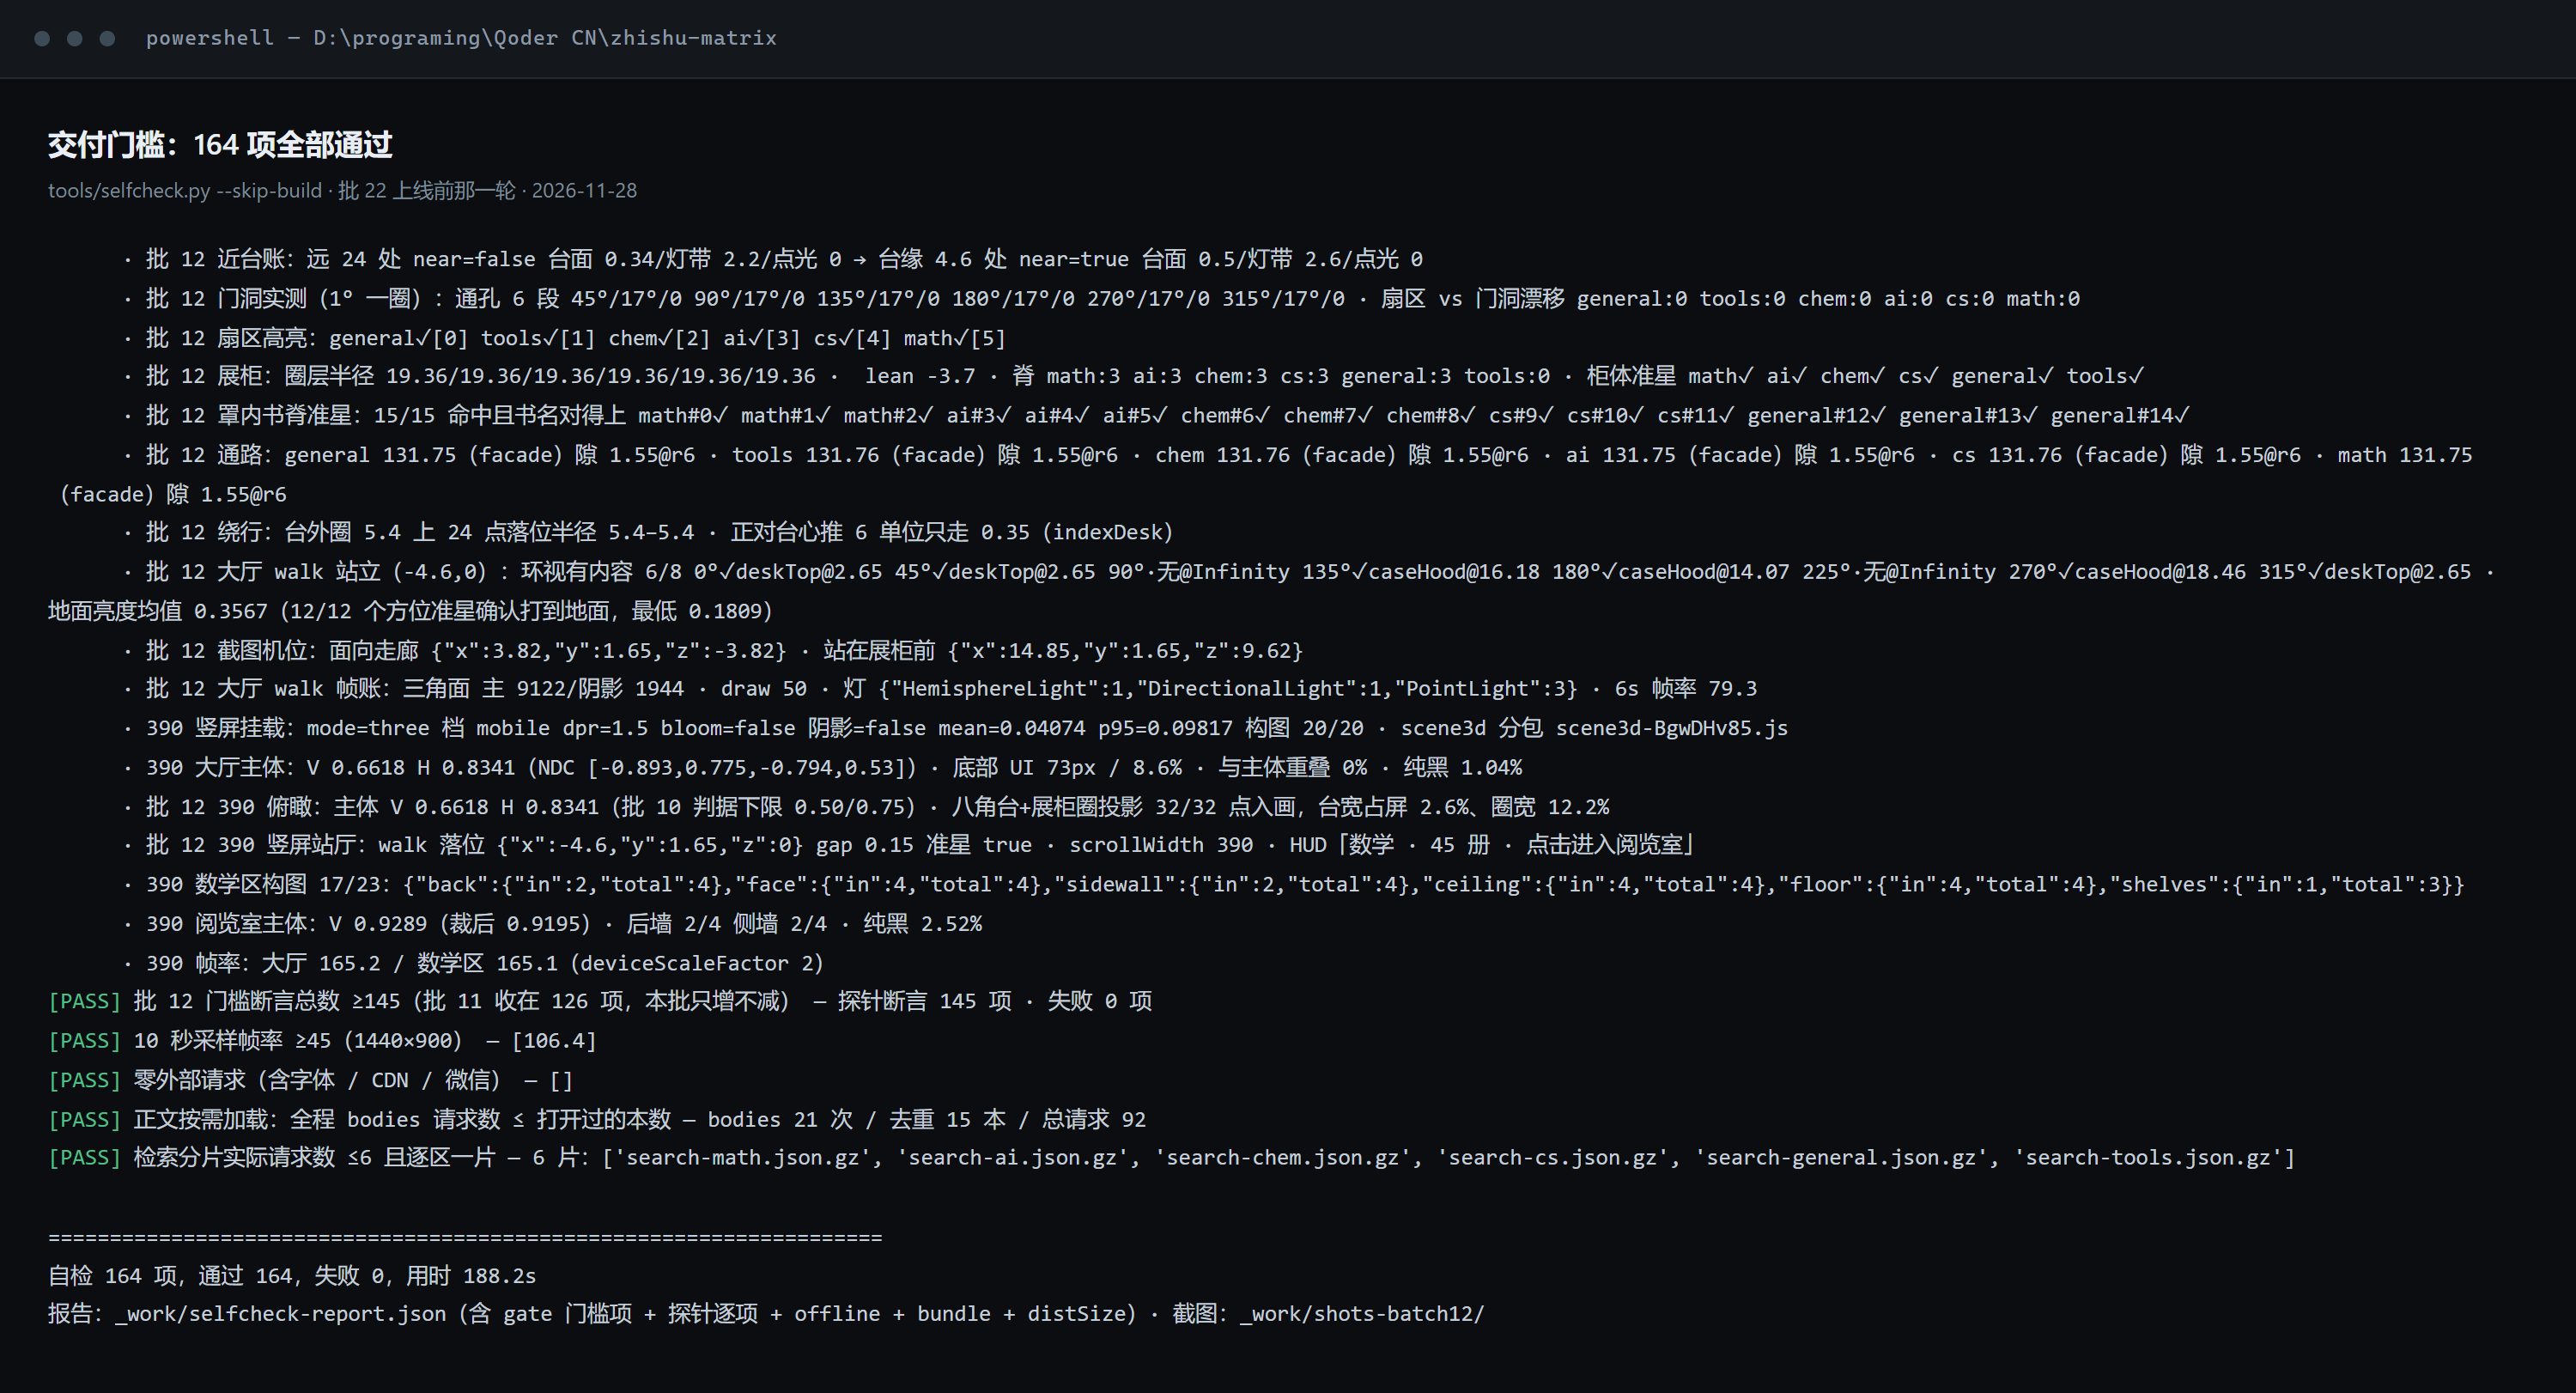 powershell — D:\programing\Qoder CN\zhishu-matrix
交付门槛：164 项全部通过
tools/selfcheck.py --skip-build · 批 22 上线前那一轮 · 2026-11-28
· 批 12 近台账：远 24 处 near=false 台面 0.34/灯带 2.2/点光 0 → 台缘 4.6 处 near=true 台面 0.5/灯带 2.6/点光 0
· 批 12 门洞实测（1° 一圈）：通孔 6 段 45°/17°/0 90°/17°/0 135°/17°/0 180°/17°/0 270°/17°/0 315°/17°/0 · 扇区 vs 门洞漂移 general:0 tools:0 chem:0 ai:0 cs:0 math:0
· 批 12 扇区高亮：general✓[0] tools✓[1] chem✓[2] ai✓[3] cs✓[4] math✓[5]
· 批 12 展柜：圈层半径 19.36/19.36/19.36/19.36/19.36/19.36 · lean -3.7 · 脊 math:3 ai:3 chem:3 cs:3 general:3 tools:0 · 柜体准星 math✓ ai✓ chem✓ cs✓ general✓ tools✓
· 批 12 罩内书脊准星：15/15 命中且书名对得上 math#0✓ math#1✓ math#2✓ ai#3✓ ai#4✓ ai#5✓ chem#6✓ chem#7✓ chem#8✓ cs#9✓ cs#10✓ cs#11✓ general#12✓ general#13✓ general#14✓
· 批 12 通路：general 131.75（facade）隙 1.55@r6 · tools 131.76（facade）隙 1.55@r6 · chem 131.76（facade）隙 1.55@r6 · ai 131.75（facade）隙 1.55@r6 · cs 131.76（facade）隙 1.55@r6 · math 131.75
（facade）隙 1.55@r6
· 批 12 绕行：台外圈 5.4 上 24 点落位半径 5.4–5.4 · 正对台心推 6 单位只走 0.35（indexDesk）
· 批 12 大厅 walk 站立（-4.6,0）：环视有内容 6/8 0°✓deskTop@2.65 45°✓deskTop@2.65 90°·无@Infinity 135°✓caseHood@16.18 180°✓caseHood@14.07 225°·无@Infinity 270°✓caseHood@18.46 315°✓deskTop@2.65 ·
地面亮度均值 0.3567（12/12 个方位准星确认打到地面，最低 0.1809）
· 批 12 截图机位：面向走廊 {"x":3.82,"y":1.65,"z":-3.82} · 站在展柜前 {"x":14.85,"y":1.65,"z":9.62}
· 批 12 大厅 walk 帧账：三角面 主 9122/阴影 1944 · draw 50 · 灯 {"HemisphereLight":1,"DirectionalLight":1,"PointLight":3} · 6s 帧率 79.3
· 390 竖屏挂载：mode=three 档 mobile dpr=1.5 bloom=false 阴影=false mean=0.04074 p95=0.09817 构图 20/20 · scene3d 分包 scene3d-BgwDHv85.js
· 390 大厅主体：V 0.6618 H 0.8341（NDC [-0.893,0.775,-0.794,0.53]）· 底部 UI 73px / 8.6% · 与主体重叠 0% · 纯黑 1.04%
· 批 12 390 俯瞰：主体 V 0.6618 H 0.8341（批 10 判据下限 0.50/0.75）· 八角台+展柜圈投影 32/32 点入画，台宽占屏 2.6%、圈宽 12.2%
· 批 12 390 竖屏站厅：walk 落位 {"x":-4.6,"y":1.65,"z":0} gap 0.15 准星 true · scrollWidth 390 · HUD「数学 · 45 册 · 点击进入阅览室」
· 390 数学区构图 17/23：{"back":{"in":2,"total":4},"face":{"in":4,"total":4},"sidewall":{"in":2,"total":4},"ceiling":{"in":4,"total":4},"floor":{"in":4,"total":4},"shelves":{"in":1,"total":3}}
· 390 阅览室主体：V 0.9289（裁后 0.9195）· 后墙 2/4 侧墙 2/4 · 纯黑 2.52%
· 390 帧率：大厅 165.2 / 数学区 165.1（deviceScaleFactor 2）
[PASS] 批 12 门槛断言总数 ≥145（批 11 收在 126 项，本批只增不减） — 探针断言 145 项 · 失败 0 项
[PASS] 10 秒采样帧率 ≥45（1440×900） — [106.4]
[PASS] 零外部请求（含字体 / CDN / 微信） — []
[PASS] 正文按需加载：全程 bodies 请求数 ≤ 打开过的本数 — bodies 21 次 / 去重 15 本 / 总请求 92
[PASS] 检索分片实际请求数 ≤6 且逐区一片 — 6 片：['search-math.json.gz', 'search-ai.json.gz', 'search-chem.json.gz', 'search-cs.json.gz', 'search-general.json.gz', 'search-tools.json.gz']
====================================================================
自检 164 项，通过 164，失败 0，用时 188.2s
报告：_work/selfcheck-report.json（含 gate 门槛项 + 探针逐项 + offline + bundle + distSize）· 截图：_work/shots-batch12/